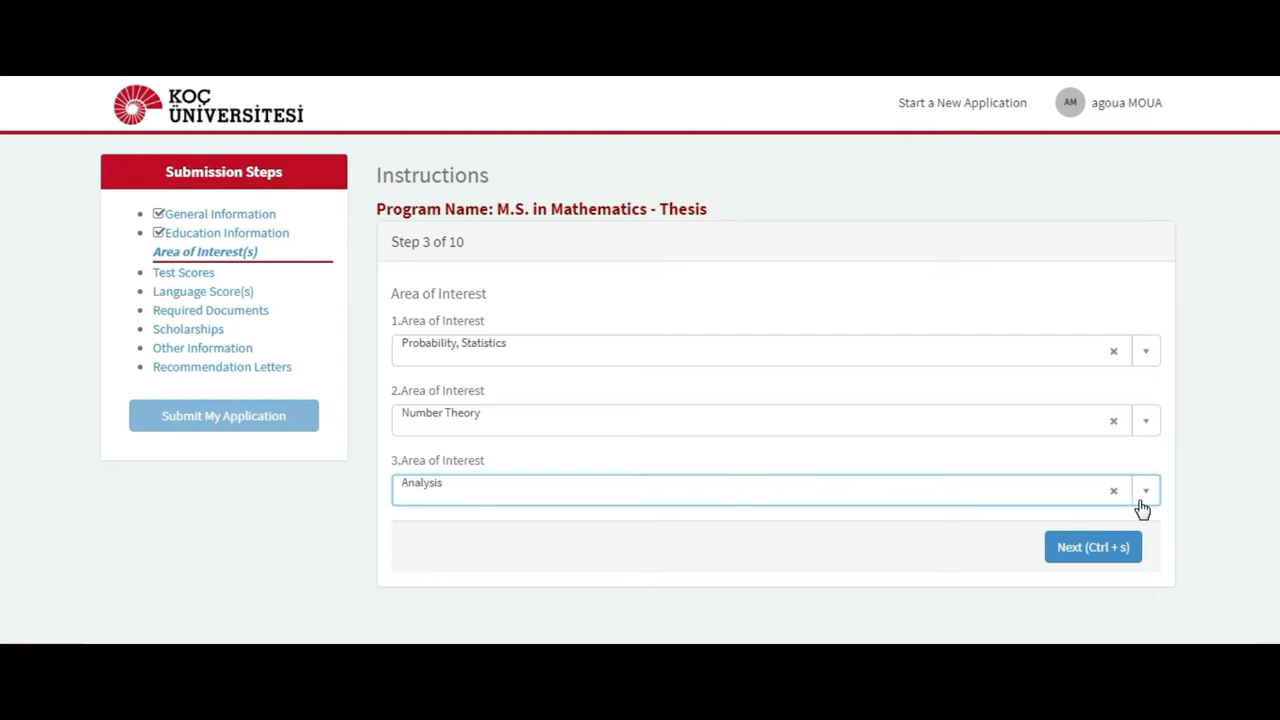 KOÇ
ÜNİVERSİTESİ
Start a New Application
AM
agoua MOUA
Submission Steps
General Information
Education Information
Area of Interest(s)
Test Scores
Language Score(s)
Required Documents
Scholarships
Other Information
Recommendation Letters
Submit My Application
Instructions
Program Name: M.S. in Mathematics - Thesis
Step 3 of 10
Area of Interest
1.Area of Interest
Probability, Statistics
2.Area of Interest
Number Theory
3.Area of Interest
Analysis
Next (Ctrl + s)